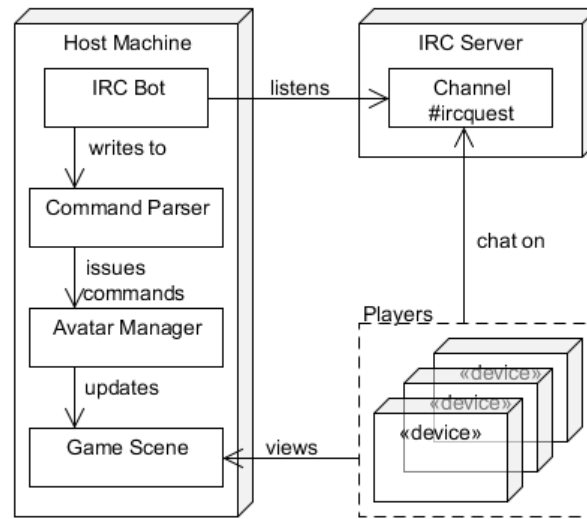 Host Machine
IRC Bot
writes to
Command Parser
issues
commands
Avatar Manager
updates
Game Scene
listens
IRC Server
Channel
#ircquest
chat on
Players
«device»
«device»
«device»
views